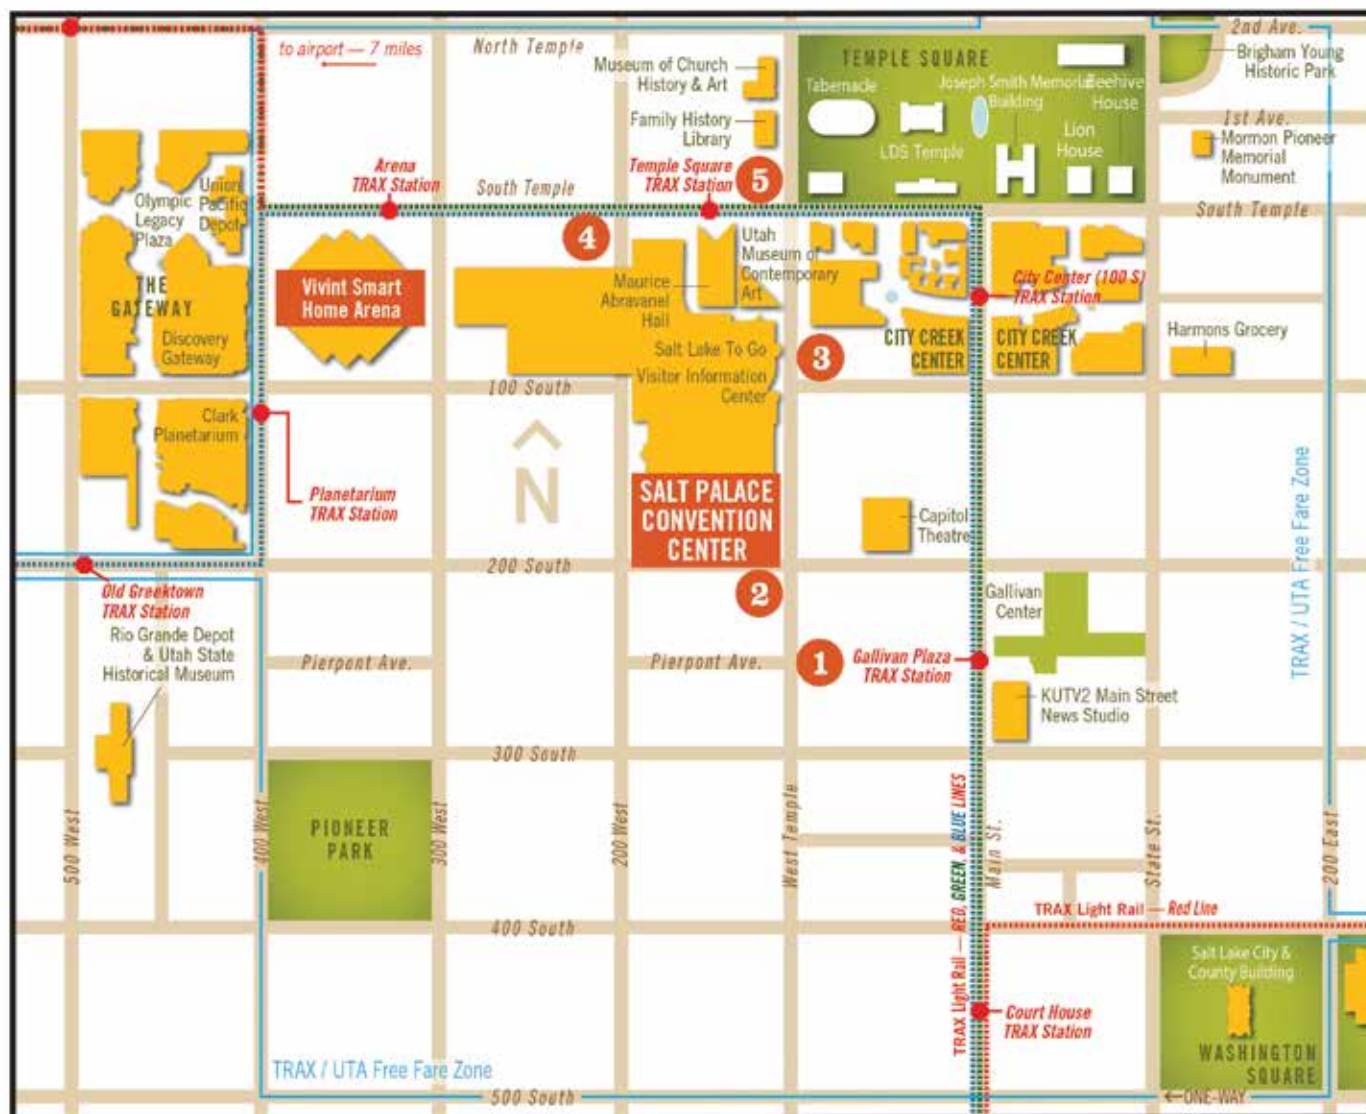 2nd Ave.
to airport — 7 miles
North Temple
Museum of Church
History & Art
TEMPLE SQUARE
Brigham Young
Historic Park
Tabernacle
Joseph Smith Memorial
Building
Beehive
House
Family History
Library
1st Ave.
LDS Temple
Lion
House
Mormon Pioneer
Memorial
Monument
Arena
TRAX Station
South Temple
Temple Square
TRAX Station
5
South Temple
Olympic
Legacy
Plaza
Union
Pacific
Depot
4
Utah
Museum of
Contemporary
Art
THE
GATEWAY
Vivint Smart
Home Arena
Maurice
Abravanel
Hall
City Center (100 S)
TRAX Station
Discovery
Gateway
Salt Lake To Go
Visitor Information
Center
3
CITY CREEK
CENTER
CITY CREEK
CENTER
Harmons Grocery
100 South
Clark
Planetarium
N
Planetarium
TRAX Station
SALT PALACE
CONVENTION
CENTER
Capitol
Theatre
TRAX / UTA Free Fare Zone
200 South
Old Greektown
TRAX Station
2
Gallivan
Center
Rio Grande Depot
& Utah State
Historical Museum
Pierpont Ave.
Pierpont Ave.
1
Gallivan Plaza
TRAX Station
KUTV2 Main Street
News Studio
300 South
PIONEER
PARK
500 West
400 West
300 West
200 West
West Temple
TRAX Light Rail — RED, GREEN, & BLUE LINES
Main St.
State St.
200 East
400 South
TRAX Light Rail — Red Line
Salt Lake City &
County Building
Court House
TRAX Station
WASHINGTON
SQUARE
TRAX / UTA Free Fare Zone
500 South
←ONE-WAY